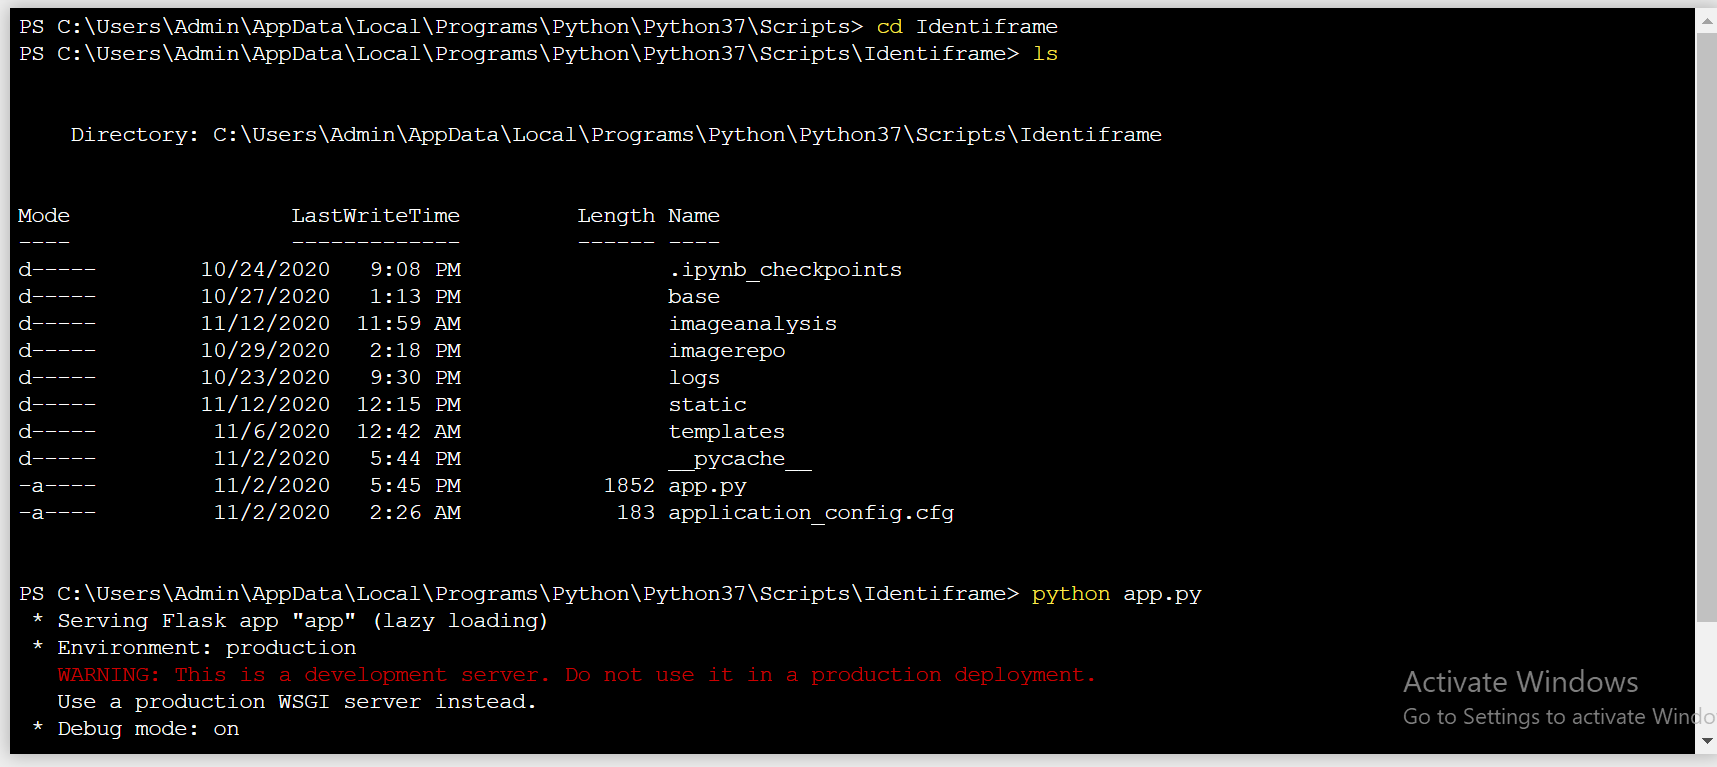 PS C:\Users\Admin\AppData\Local\Programs\Python\Python37\Scripts> cd Identiframe
PS C:\Users\Admin\AppData\Local\Programs\Python\Python37\Scripts\Identiframe> ls
Directory: C:\Users\Admin\AppData\Local\Programs\Python\Python37\Scripts\Identiframe
Mode LastWriteTime Length Name
---- ------------- ------ ----
d----- 10/24/2020 9:08 PM .ipynb_checkpoints
d----- 10/27/2020 1:13 PM base
d----- 11/12/2020 11:59 AM imageanalysis
d----- 10/29/2020 2:18 PM imagerepo
d----- 10/23/2020 9:30 PM logs
d----- 11/12/2020 12:15 PM static
d----- 11/6/2020 12:42 AM templates
d----- 11/2/2020 5:44 PM __pycache__
-a---- 11/2/2020 5:45 PM 1852 app.py
-a---- 11/2/2020 2:26 AM 183 application_config.cfg
PS C:\Users\Admin\AppData\Local\Programs\Python\Python37\Scripts\Identiframe> python app.py
* Serving Flask app "app" (lazy loading)
* Environment: production
WARNING: This is a development server. Do not use it in a production deployment.
Use a production WSGI server instead.
* Debug mode: on
Activate Windows
Go to Settings to activate Windo